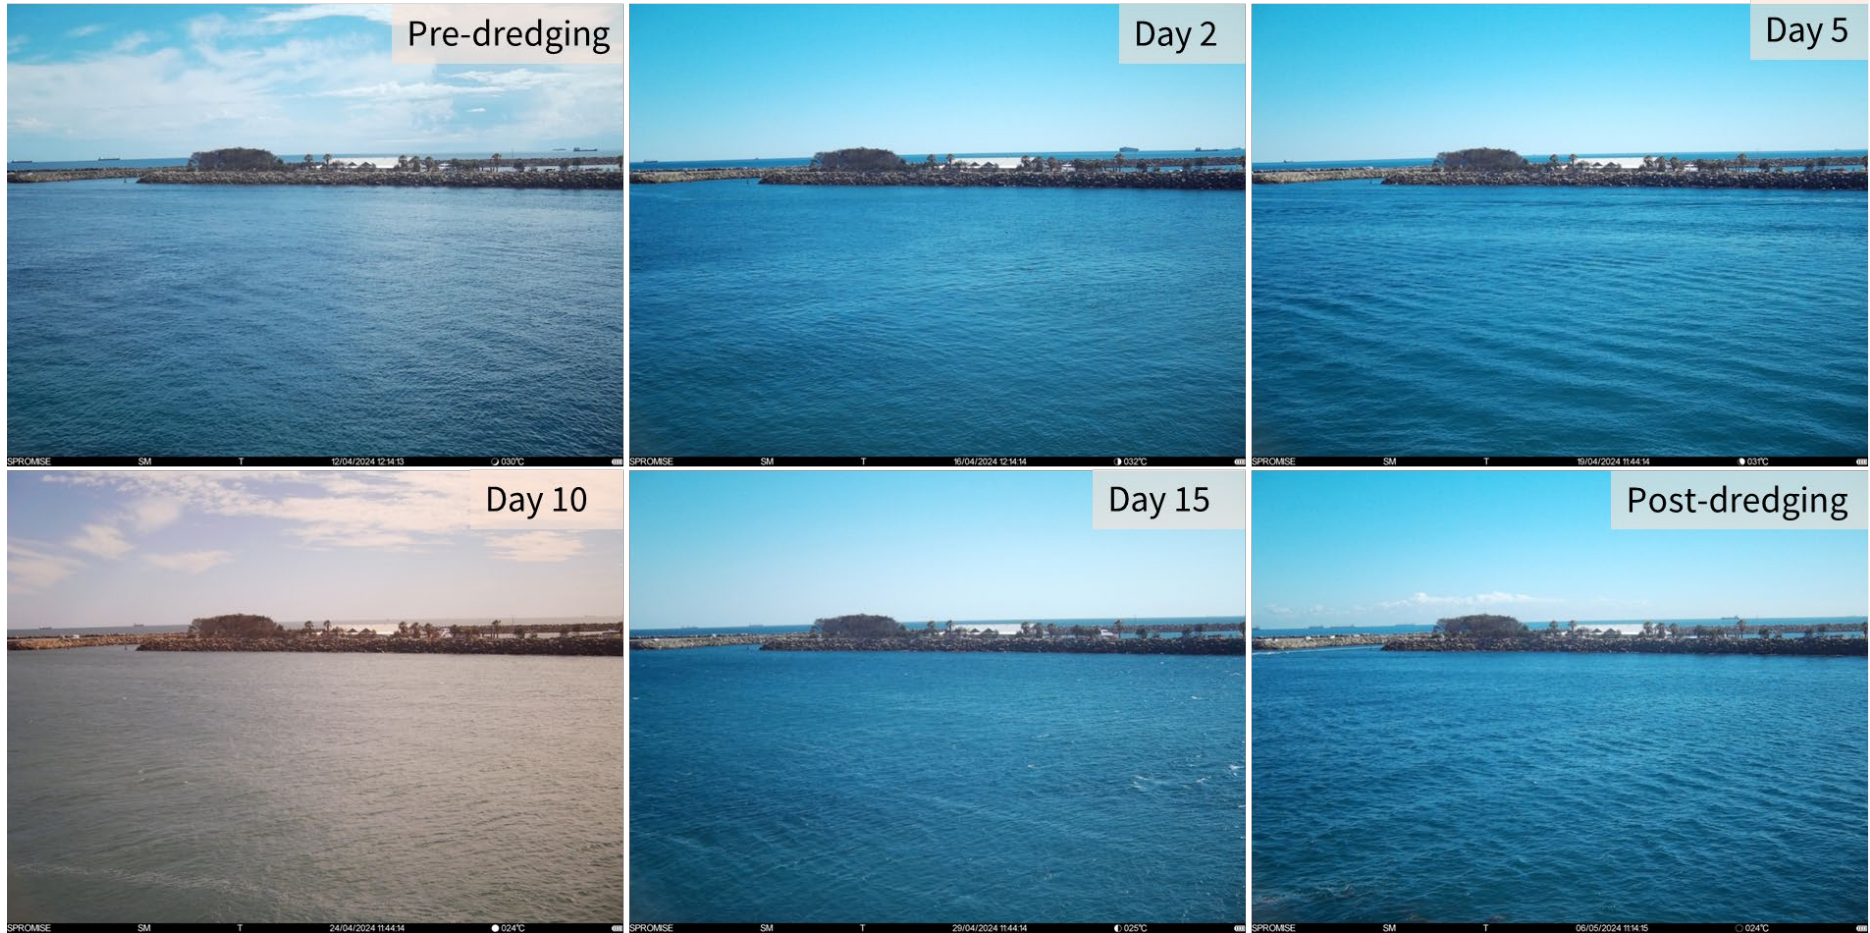 Pre-dredging
Day 2
Day 5
SPROMISE SM T 12/04/2024 12:14:13 030°C
SPROMISE SM T 16/04/2024 12:14:14 032°C
SPROMISE SM T 19/04/2024 11:44:14 031°C
Day 10
Day 15
Post-dredging
SPROMISE SM T 24/04/2024 11:44:14 024°C
SPROMISE SM T 29/04/2024 11:44:14 025°C
SPROMISE SM T 06/05/2024 11:14:15 024°C